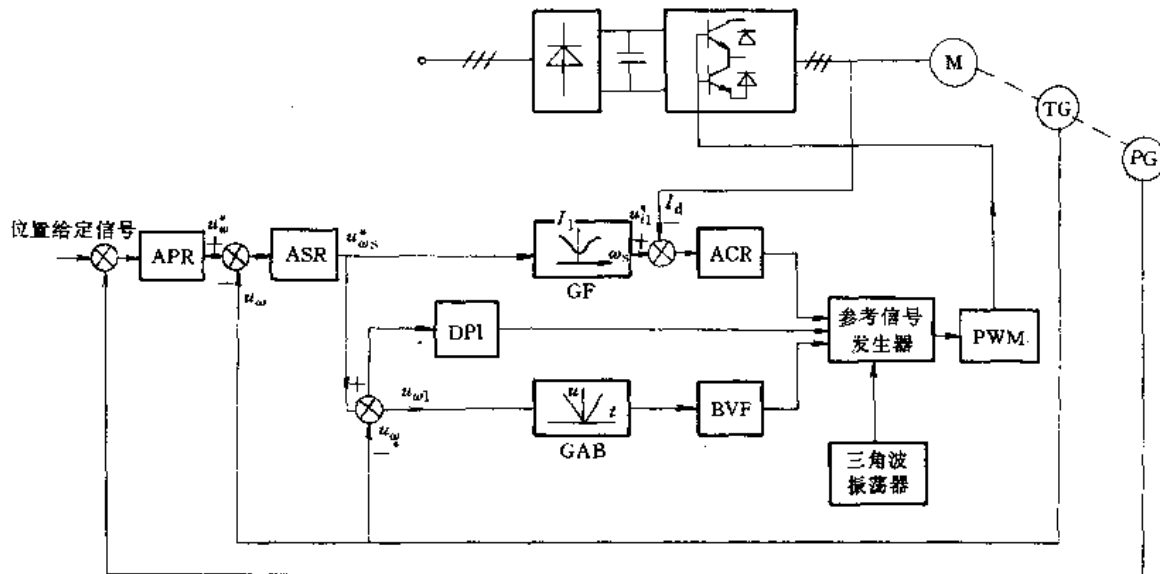 M
TG
PG
位置给定信号
APR
u*ω
+
−
uω
ASR
u*ωs
I1
ωs
GF
u*i1
Id
+
−
ACR
DPI
+
−
uω1
uω
u
t
GAB
BVF
参考信号
发生器
PWM
三角波
振荡器